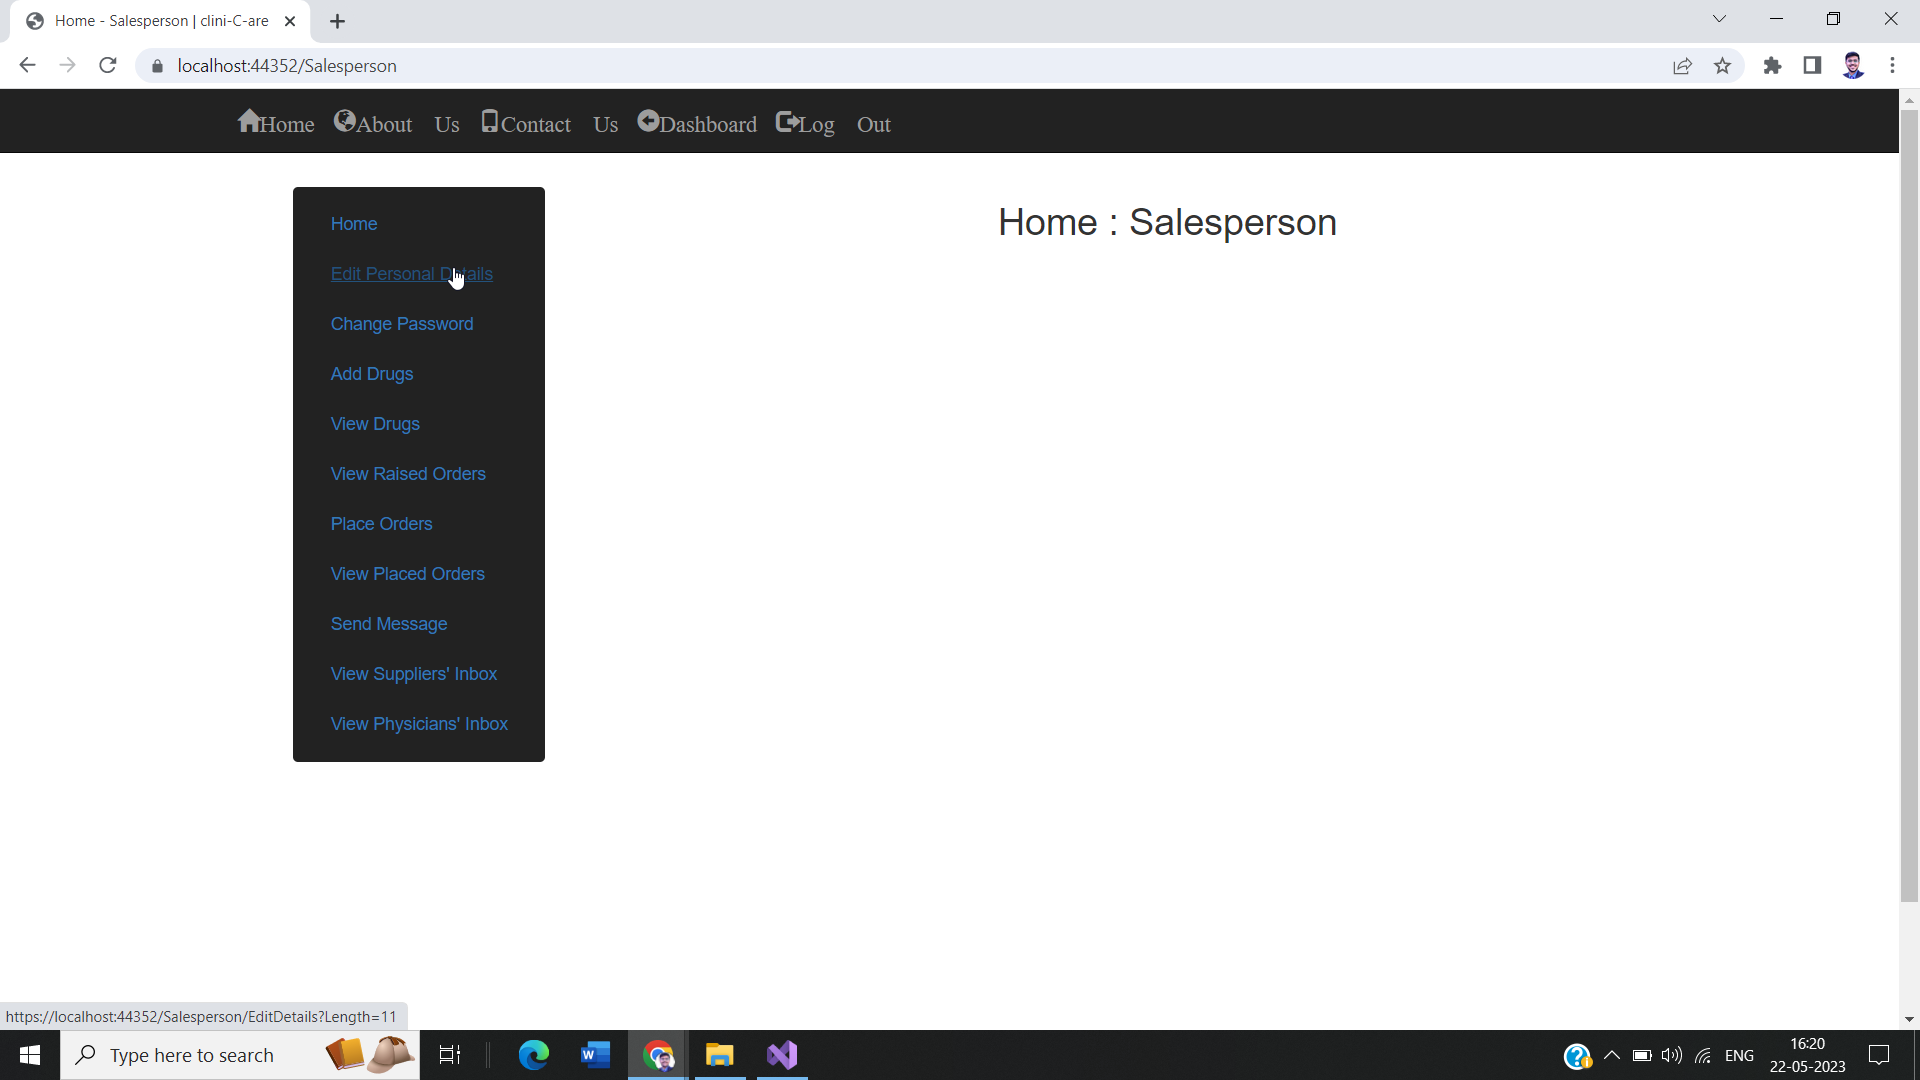 Home - Salesperson | clini-C-are
localhost:44352/Salesperson
Home About Us Contact Us Dashboard Log Out
Home
Edit Personal Details
Change Password
Add Drugs
View Drugs
View Raised Orders
Place Orders
View Placed Orders
Send Message
View Suppliers' Inbox
View Physicians' Inbox
Home : Salesperson
https://localhost:44352/Salesperson/EditDetails?Length=11
Type here to search
ENG
16:20
22-05-2023